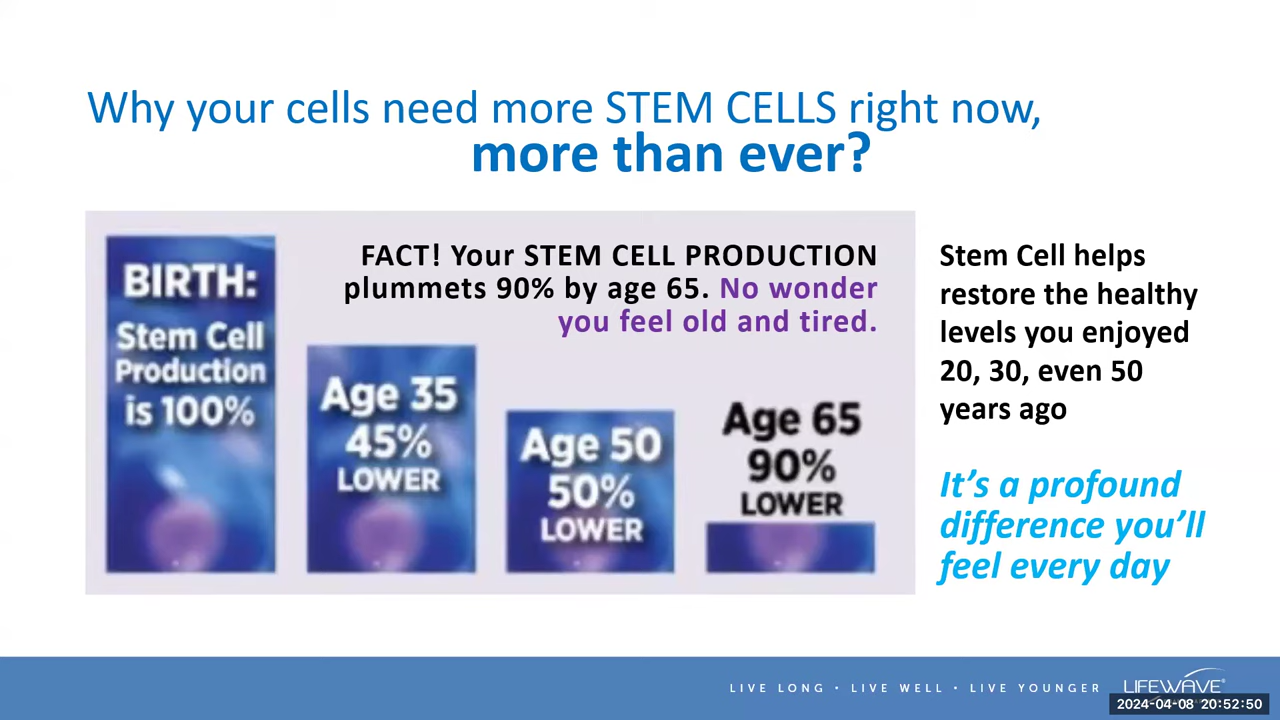 Why your cells need more STEM CELLS right now,
more than ever?
BIRTH:
Stem Cell
Production
is 100%
FACT! Your STEM CELL PRODUCTION
plummets 90% by age 65. No wonder
you feel old and tired.
Age 35
45%
LOWER
Age 50
50%
LOWER
Age 65
90%
LOWER
Stem Cell helps
restore the healthy
levels you enjoyed
20, 30, even 50
years ago
It’s a profound
difference you’ll
feel every day
LIVE LONG • LIVE WELL • LIVE YOUNGER
LIFEWAVE®
2024-04-08 20:52:50